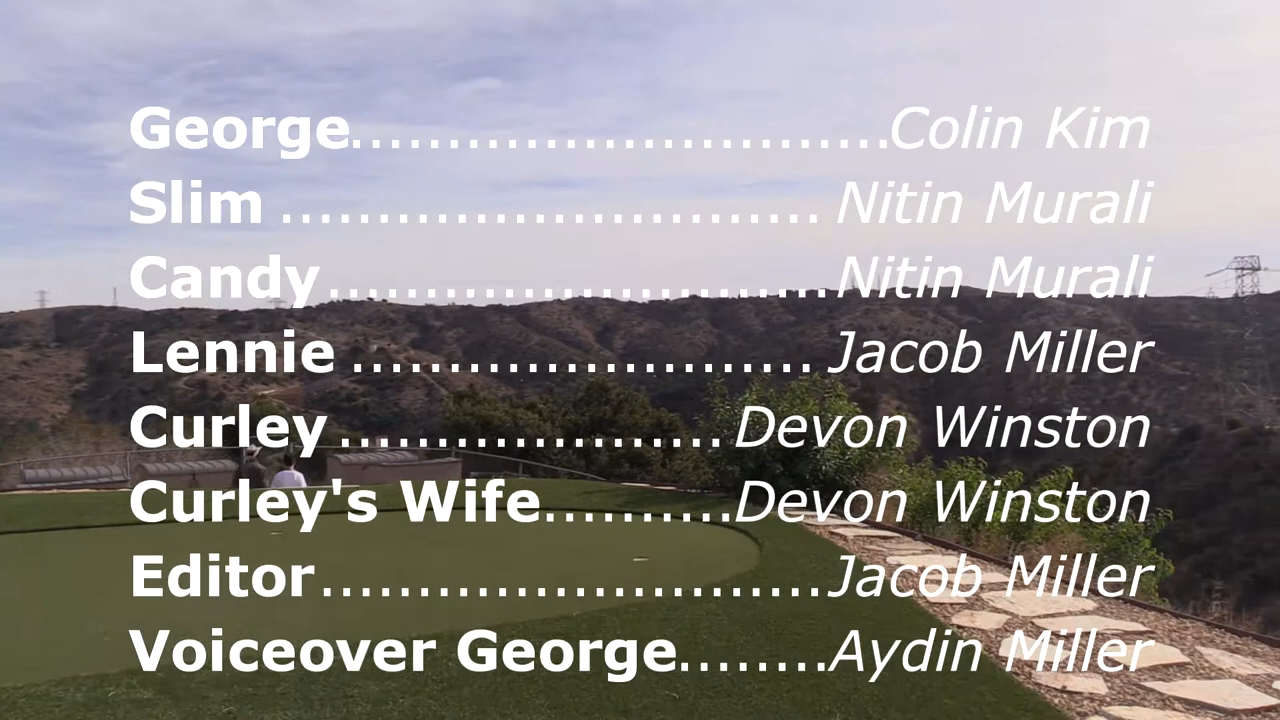 George..............................Colin Kim
Slim .............................. Nitin Murali
Candy............................Nitin Murali
Lennie .......................... Jacob Miller
Curley .....................Devon Winston
Curley's Wife...........Devon Winston
Editor............................Jacob Miller
Voiceover George........Aydin Miller